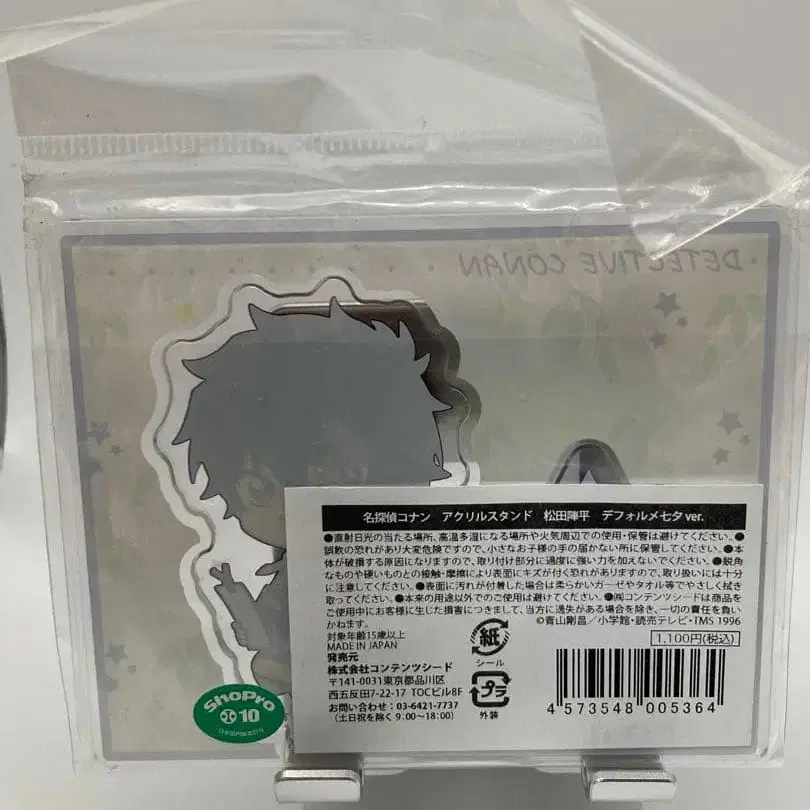 DETECTIVE CONAN
名探偵コナン　アクリルスタンド　松田陣平　デフォルメ七夕 ver.
●直射日光の当たる場所、高温多湿になる場所や火気周辺での使用・保管は避けてください。●
誤飲の恐れがあり大変危険ですので、小さなお子様の手の届かない所に保管してください。●本
体が破損する原因になりますので、取り付け部分に過度に強い力を加えないでください。●鋭角
なものや硬いものとの接触・摩擦により表面にキズが付く恐れがありますので、取り扱いには十分
に注意してください。●表面に汚れが付着した場合は柔らかいガーゼやタオル等でやさしく拭き
取ってください。●本来の用途以外でのご使用は避けてください。●㈱コンテンツシードは商品を
ご使用中にお客様に生じた損害につきまして、当方に過失がある場合を除き、一切の責任を負い
かねます。
©青山剛昌／小学館・読売テレビ・TMS 1996
対象年齢15歳以上
MADE IN JAPAN
発売元
株式会社コンテンツシード
〒141-0031東京都品川区
西五反田7-22-17 TOCビル8F
お問い合わせ：03-6421-7737
（土日祝を除く9:00〜18:00）
紙
シール
プラ
外装
1,100円(税込)
4 573548 005364
ShoPro
10